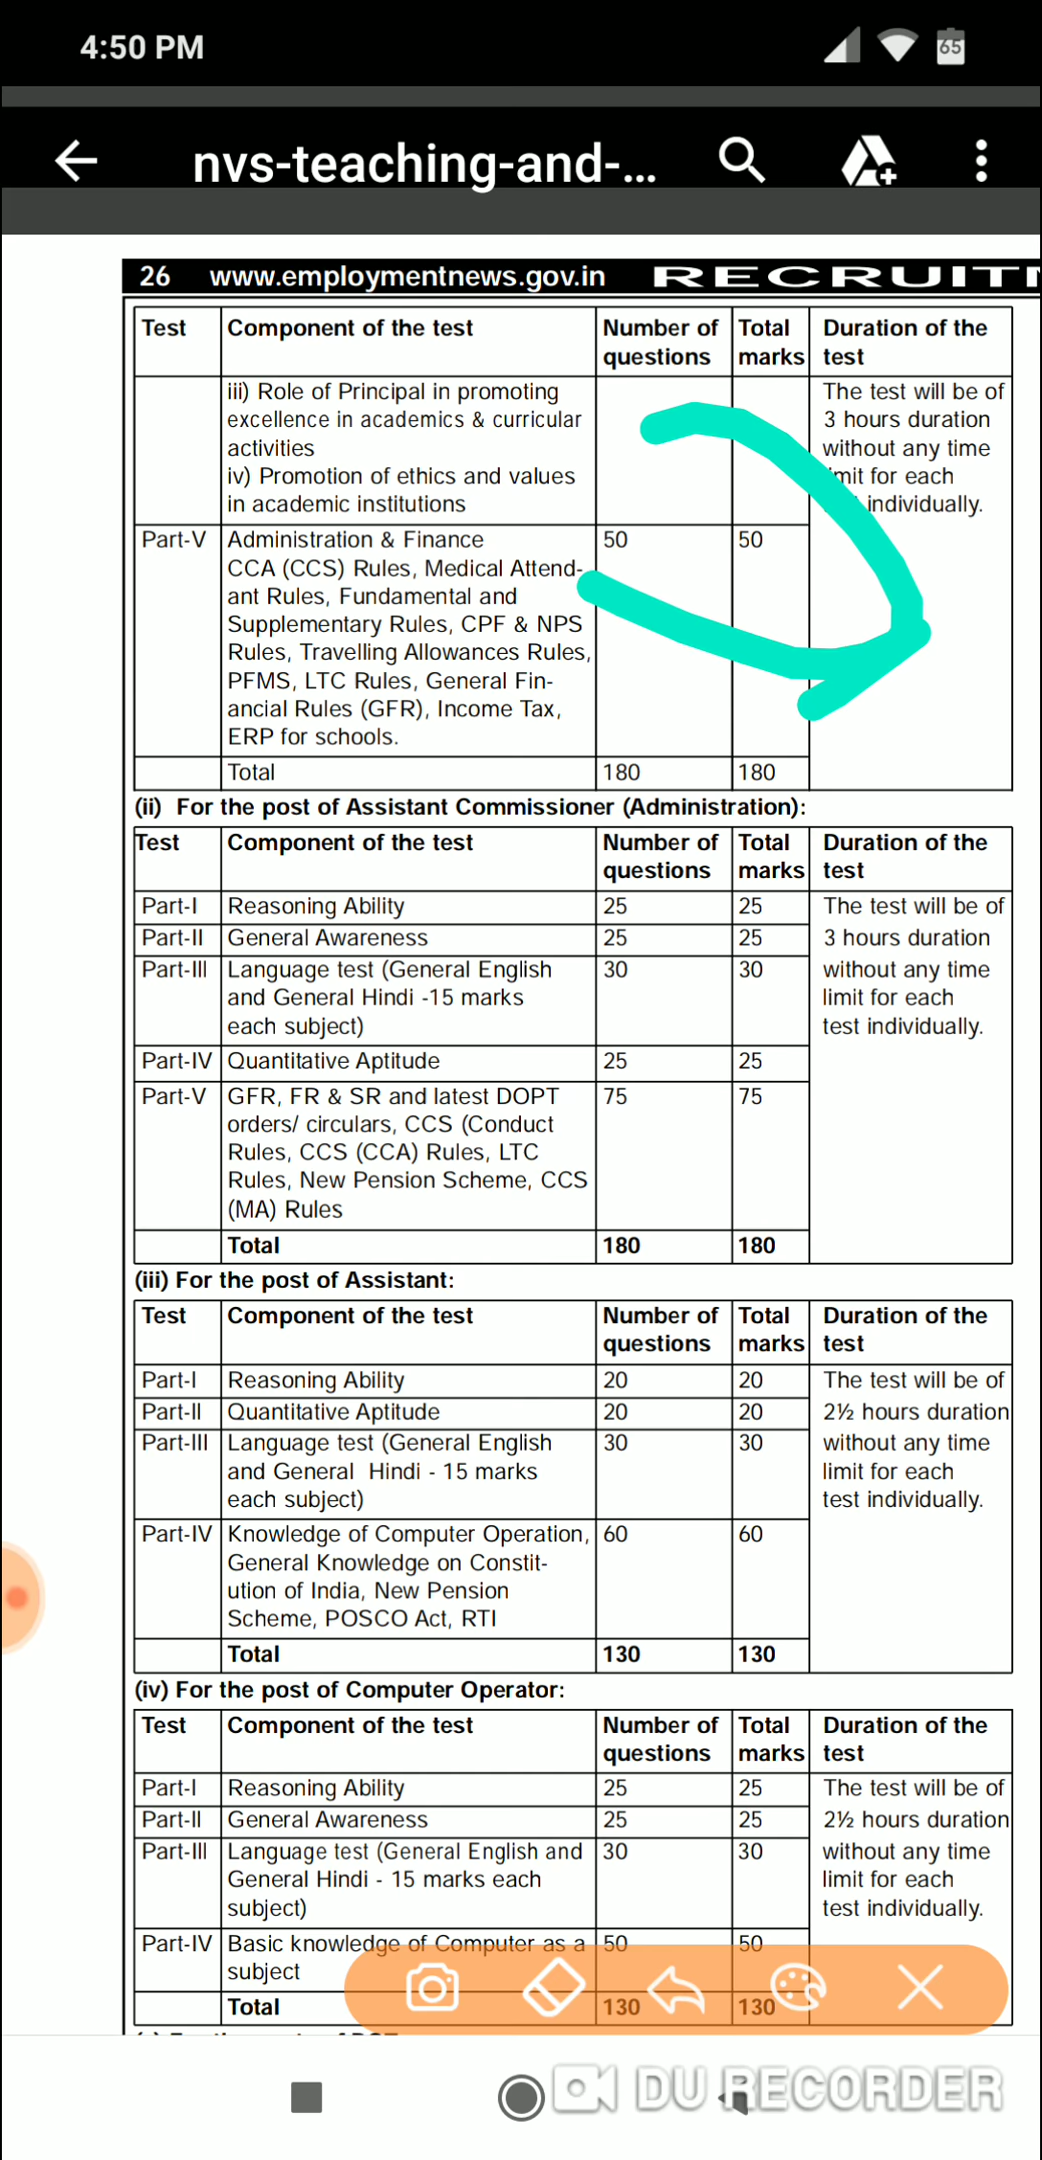 4:50 PM
65
nvs-teaching-and-...
26 www.employmentnews.gov.in RECRUIT
Test Component of the test Number of questions Total marks Duration of the test
iii) Role of Principal in promoting
excellence in academics & curricular
activities
iv) Promotion of ethics and values
in academic institutions
The test will be of
3 hours duration
without any time
limit for each
individually.
Part-V Administration & Finance 50 50
CCA (CCS) Rules, Medical Attend-
ant Rules, Fundamental and
Supplementary Rules, CPF & NPS
Rules, Travelling Allowances Rules,
PFMS, LTC Rules, General Fin-
ancial Rules (GFR), Income Tax,
ERP for schools.
Total 180 180
(ii) For the post of Assistant Commissioner (Administration):
Test Component of the test Number of questions Total marks Duration of the test
Part-I Reasoning Ability 25 25 The test will be of
Part-II General Awareness 25 25 3 hours duration
Part-III Language test (General English 30 30 without any time
and General Hindi -15 marks limit for each
each subject) test individually.
Part-IV Quantitative Aptitude 25 25
Part-V GFR, FR & SR and latest DOPT 75 75
orders/ circulars, CCS (Conduct
Rules, CCS (CCA) Rules, LTC
Rules, New Pension Scheme, CCS
(MA) Rules
Total 180 180
(iii) For the post of Assistant:
Test Component of the test Number of questions Total marks Duration of the test
Part-I Reasoning Ability 20 20 The test will be of
Part-II Quantitative Aptitude 20 20 2½ hours duration
Part-III Language test (General English 30 30 without any time
and General Hindi - 15 marks limit for each
each subject) test individually.
Part-IV Knowledge of Computer Operation, 60 60
General Knowledge on Constit-
ution of India, New Pension
Scheme, POSCO Act, RTI
Total 130 130
(iv) For the post of Computer Operator:
Test Component of the test Number of questions Total marks Duration of the test
Part-I Reasoning Ability 25 25 The test will be of
Part-II General Awareness 25 25 2½ hours duration
Part-III Language test (General English and 30 30 without any time
General Hindi - 15 marks each limit for each
subject) test individually.
Part-IV Basic knowledge of Computer as a 50 50
subject
Total 130 130
DU RECORDER